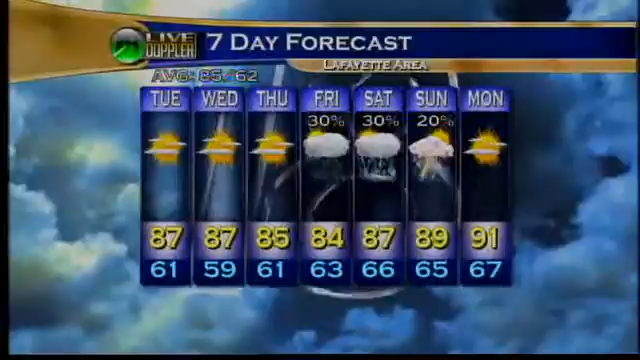 LIVE DOPPLER
7 DAY FORECAST
LAFAYETTE AREA
AVG: 85/62
TUE WED THU FRI SAT SUN MON
30% 30% 20%
87 87 85 84 87 89 91
61 59 61 63 66 65 67